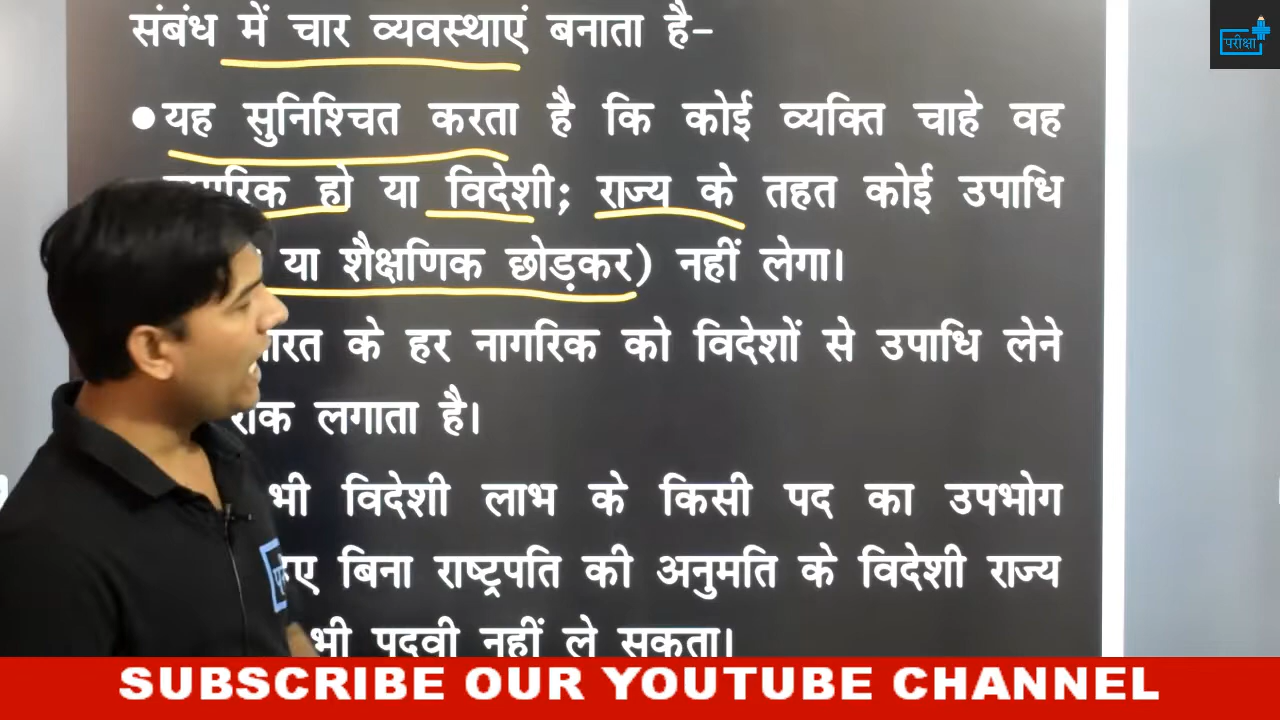 संबंध में चार व्यवस्थाएं बनाता है-
परीक्षा
●यह सुनिश्चित करता है कि कोई व्यक्ति चाहे वह
हो या विदेशी; राज्य के तहत कोई उपाधि
या शैक्षणिक छोड़कर) नहीं लेगा।
के हर नागरिक को विदेशों से उपाधि लेने
लगाता है।
भी विदेशी लाभ के किसी पद का उपभोग
बिना राष्ट्रपति की अनुमति के विदेशी राज्य
भी पदवी नहीं ले सकता।
SUBSCRIBE OUR YOUTUBE CHANNEL